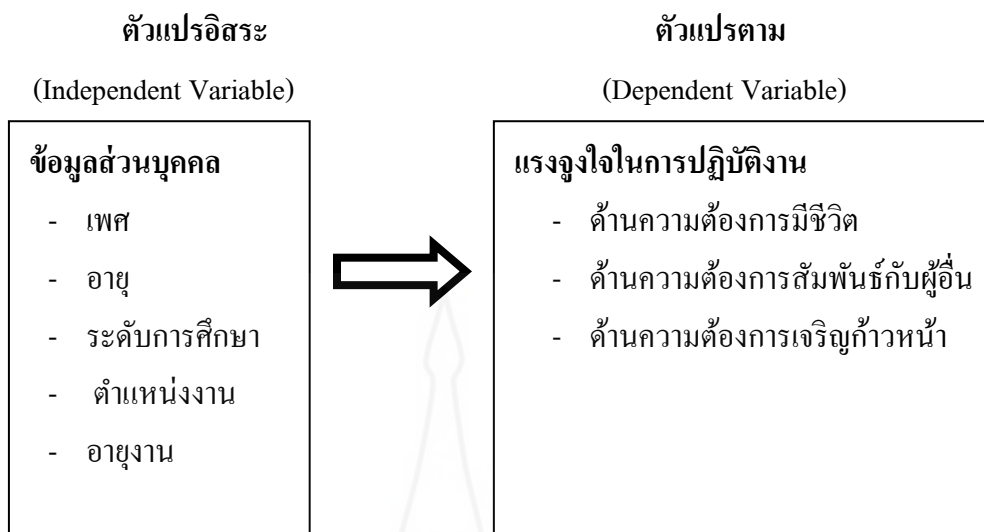 ตัวแปรอิสระ
(Independent Variable)
ข้อมูลส่วนบุคคล
- เพศ
- อายุ
- ระดับการศึกษา
- ตำแหน่งงาน
- อายุงาน
ตัวแปรตาม
(Dependent Variable)
แรงจูงใจในการปฏิบัติงาน
- ด้านความต้องการมีชีวิต
- ด้านความต้องการสัมพันธ์กับผู้อื่น
- ด้านความต้องการเจริญก้าวหน้า